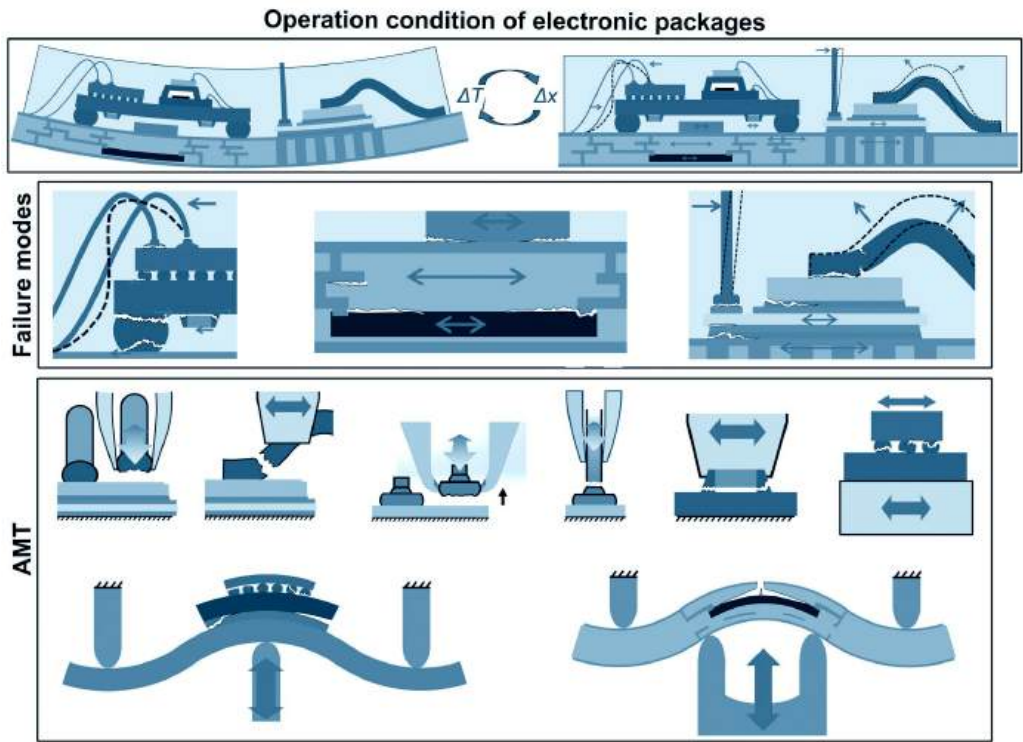 Operation condition of electronic packages
ΔT Δx
Failure modes
AMT